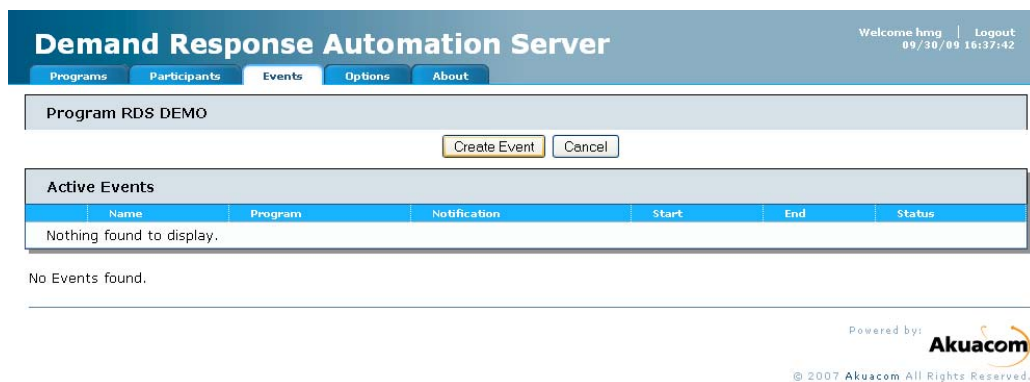 Demand Response Automation Server
Welcome hmg | Logout
09/30/09 16:37:42
Programs Participants Events Options About
Program RDS DEMO
Create Event Cancel
Active Events
Name Program Notification Start End Status
Nothing found to display.
No Events found.
Powered by:
Akuacom
© 2007 Akuacom All Rights Reserved.